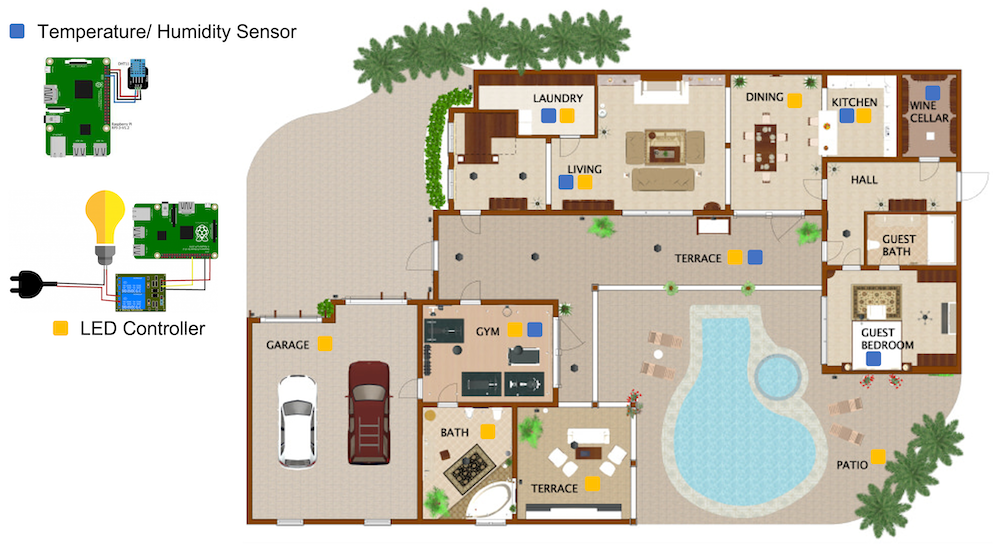 Temperature/ Humidity Sensor
LED Controller
LAUNDRY
DINING
KITCHEN
WINE
CELLAR
LIVING
HALL
GUEST
BATH
TERRACE
GUEST
BEDROOM
GYM
GARAGE
BATH
TERRACE
PATIO